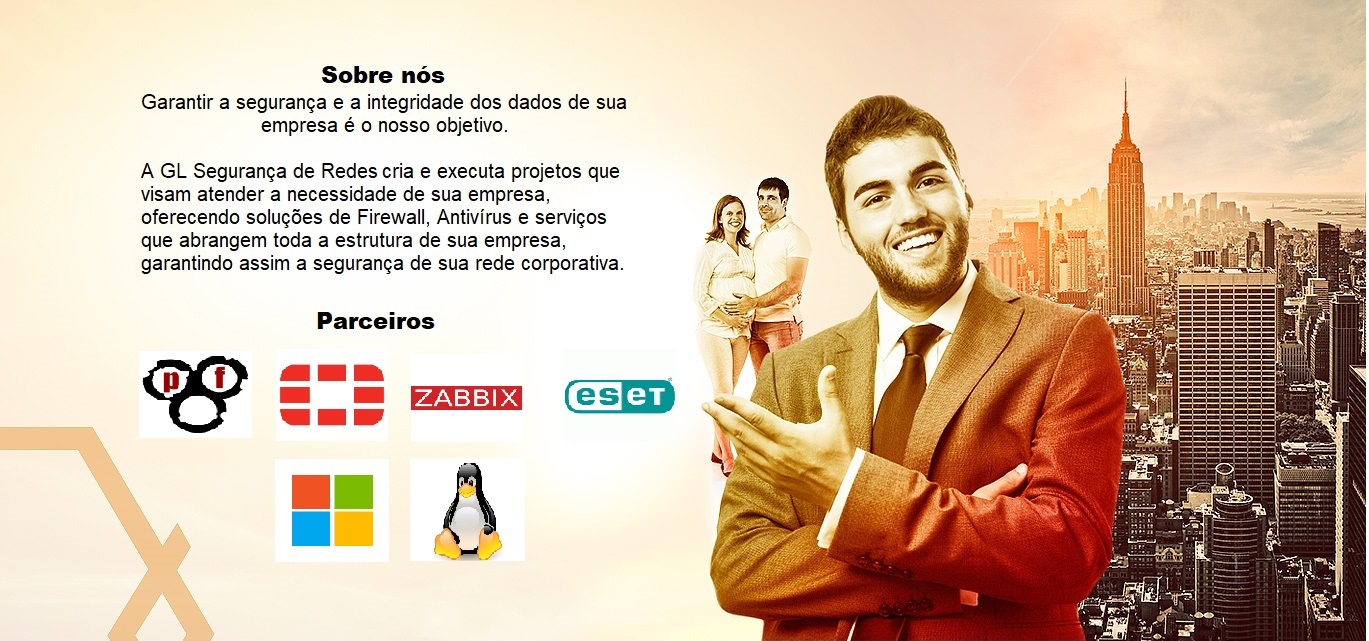 Sobre nós
Garantir a segurança e a integridade dos dados de sua
empresa é o nosso objetivo.
A GL Segurança de Redes cria e executa projetos que
visam atender a necessidade de sua empresa,
oferecendo soluções de Firewall, Antivírus e serviços
que abrangem toda a estrutura de sua empresa,
garantindo assim a segurança de sua rede corporativa.
Parceiros
pf
ZABBIX
eseT